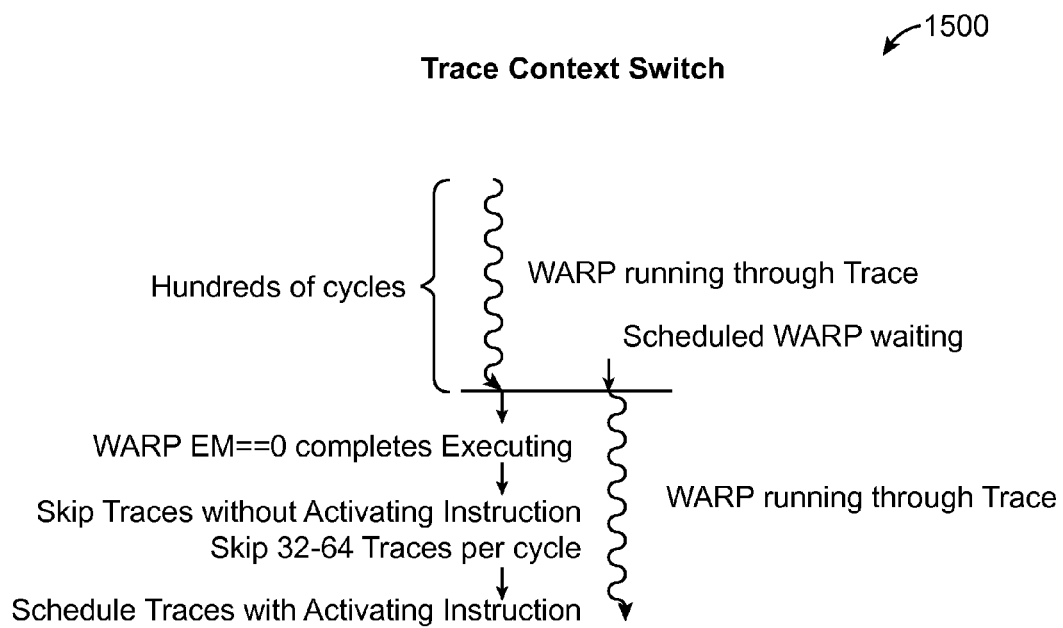 1500
Trace Context Switch
Hundreds of cycles
WARP running through Trace
Scheduled WARP waiting
WARP EM==0 completes Executing
WARP running through Trace
Skip Traces without Activating Instruction
Skip 32-64 Traces per cycle
Schedule Traces with Activating Instruction